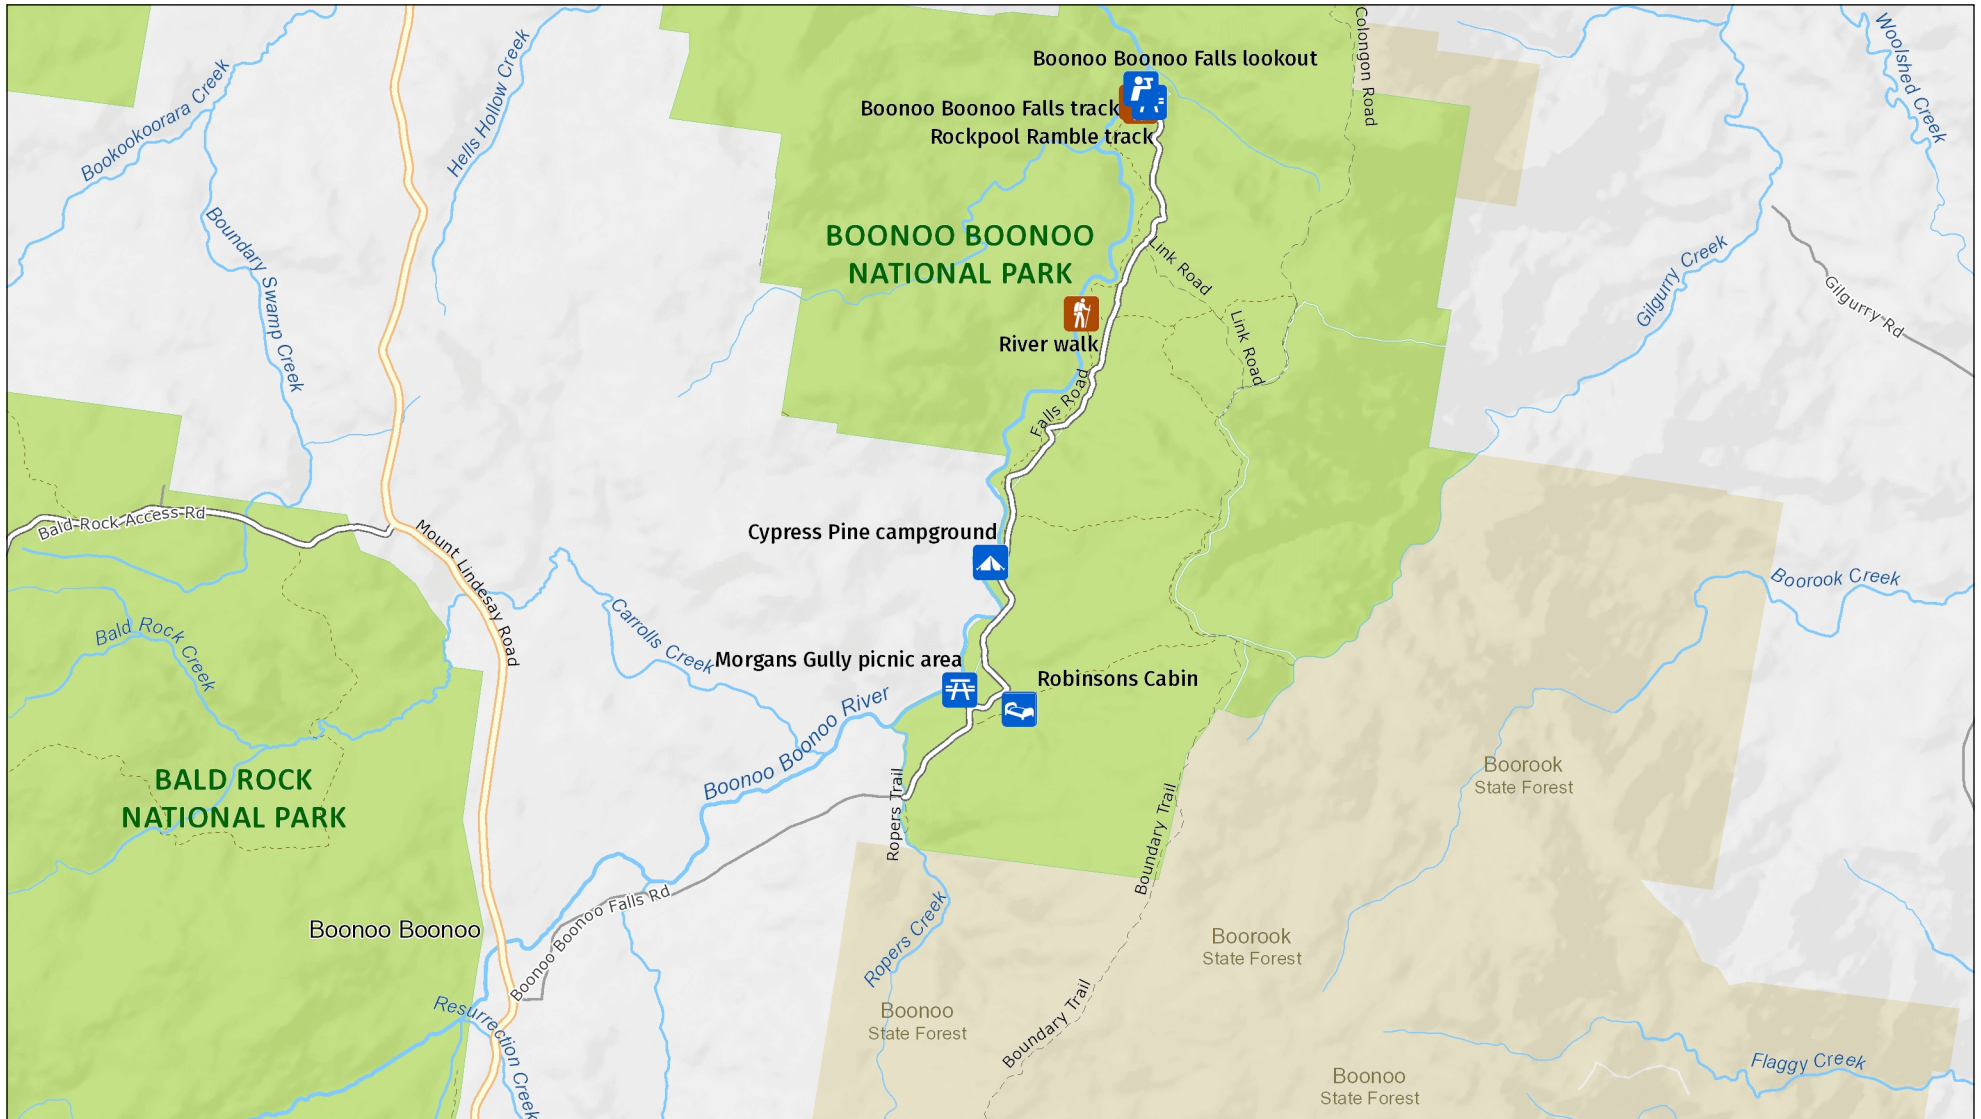 Boonoo Boonoo Falls lookout
Boonoo Boonoo Falls track
Rockpool Ramble track
Colongon Road
Woolshed Creek
Bookookoorara Creek
Hells Hollow Creek
Boundary Swamp Creek
BOONOO BOONOO
NATIONAL PARK
Link Road
Link Road
Gilgurry Creek
Gilgurry Rd
River walk
Falls Road
Bald Rock Access Rd
Mount Lindesay Road
Cypress Pine campground
Boorook Creek
Bald Rock Creek
Carrolls Creek
Morgans Gully picnic area
Robinsons Cabin
Boonoo Boonoo River
BALD ROCK
NATIONAL PARK
Ropers Trail
Boundary Trail
Boorook
State Forest
Boonoo Boonoo Falls Rd
Boonoo Boonoo
Ropers Creek
Boorook
State Forest
Resurrection Creek
Boonoo
State Forest
Boundary Trail
Flaggy Creek
Boonoo
State Forest